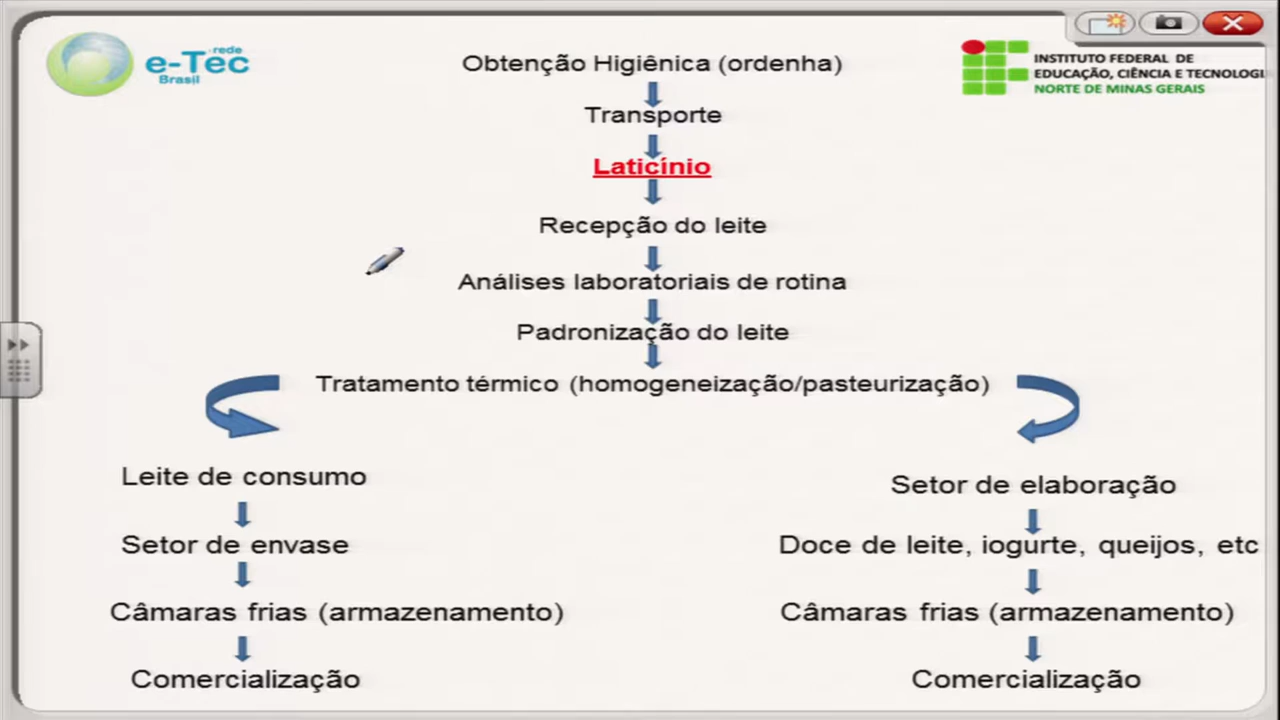 rede
e-Tec
Brasil
Obtenção Higiênica (ordenha)
INSTITUTO FEDERAL DE
EDUCAÇÃO, CIÊNCIA E TECNOLOGI
NORTE DE MINAS GERAIS
Transporte
Laticínio
Recepção do leite
Análises laboratoriais de rotina
Padronização do leite
Tratamento térmico (homogeneização/pasteurização)
Leite de consumo
Setor de envase
Câmaras frias (armazenamento)
Comercialização
Setor de elaboração
Doce de leite, iogurte, queijos, etc
Câmaras frias (armazenamento)
Comercialização